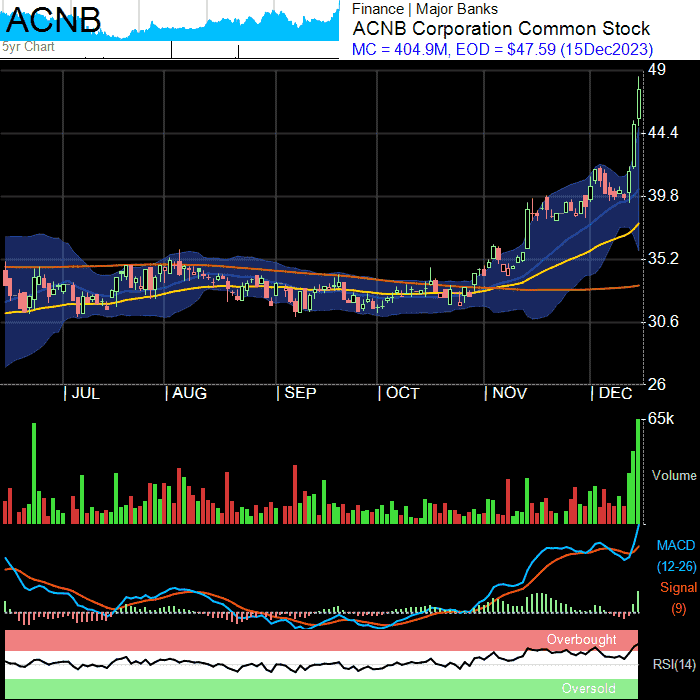 ACNB
5yr Chart
Finance | Major Banks
ACNB Corporation Common Stock
MC = 404.9M, EOD = $47.59 (15Dec2023)
49
44.4
39.8
35.2
30.6
26
| JUL | AUG | SEP | OCT | NOV | DEC
65k
Volume
MACD
(12-26)
Signal
(9)
Overbought
RSI(14)
Oversold